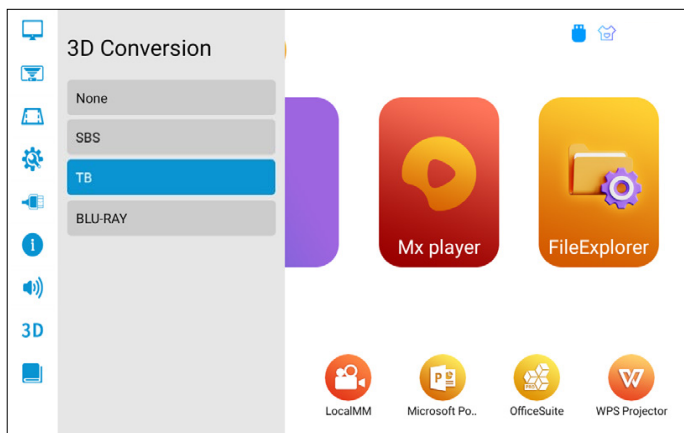 3D Conversion
None
SBS
TB
BLU-RAY
3D
Mx player
FileExplorer
LocalMM
Microsoft Po..
OfficeSuite
WPS Projector